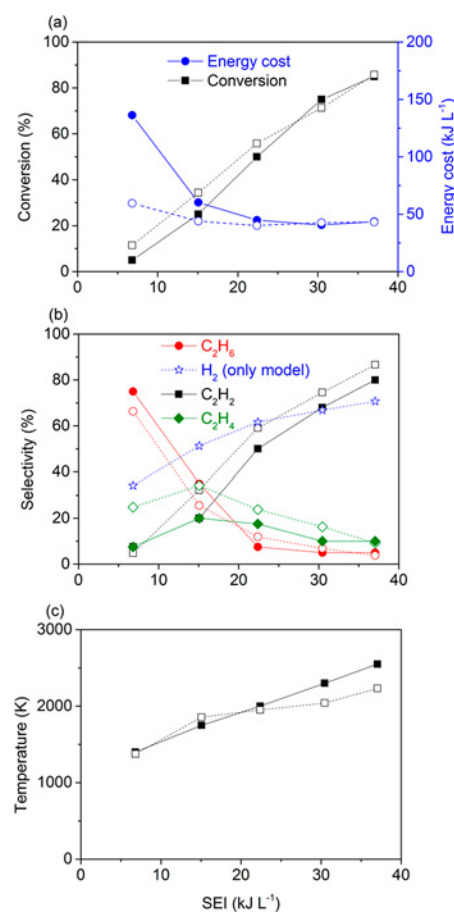 (a)
Energy cost
Conversion
Conversion (%)
Energy cost (kJ L⁻¹)
100
80
60
40
20
0
200
150
100
50
0
0 10 20 30 40
(b)
C₂H₆
H₂ (only model)
C₂H₂
C₂H₄
Selectivity (%)
100
80
60
40
20
0
0 10 20 30 40
(c)
Temperature (K)
3000
2000
1000
0
0 10 20 30 40
SEI (kJ L⁻¹)